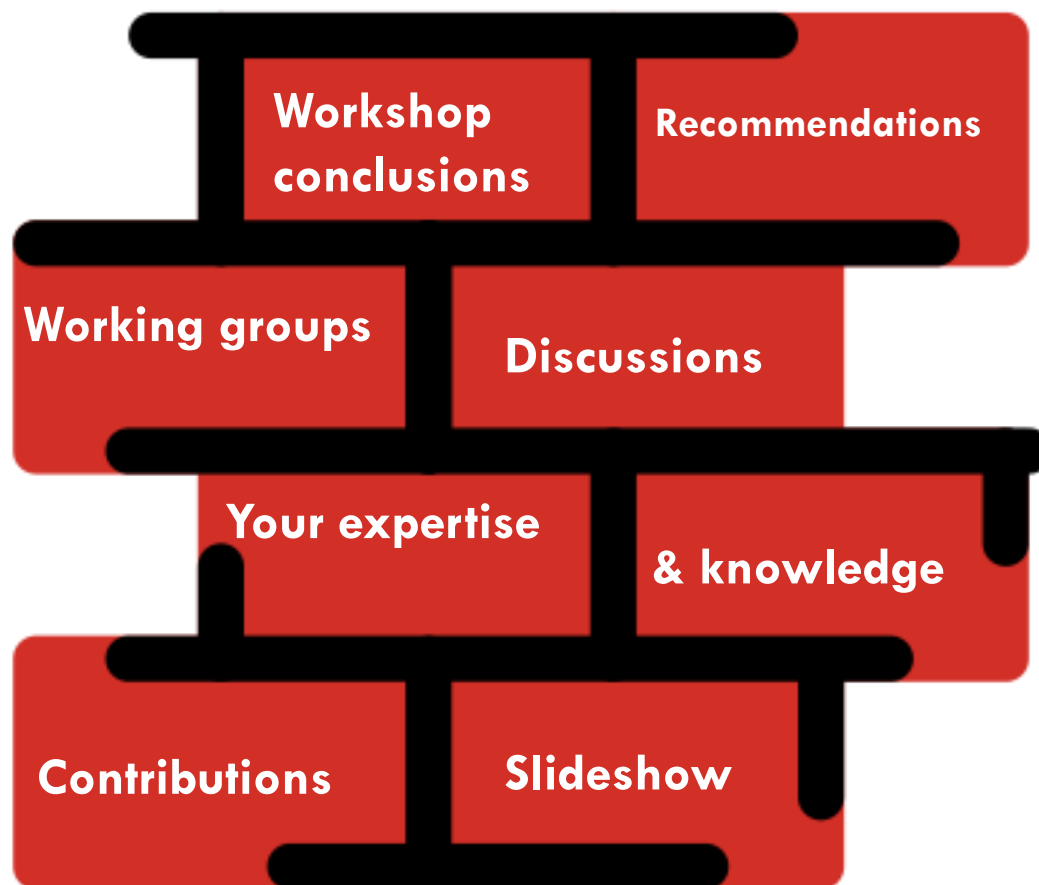 Workshop
conclusions
Recommendations
Working groups
Discussions
Your expertise
& knowledge
Contributions
Slideshow